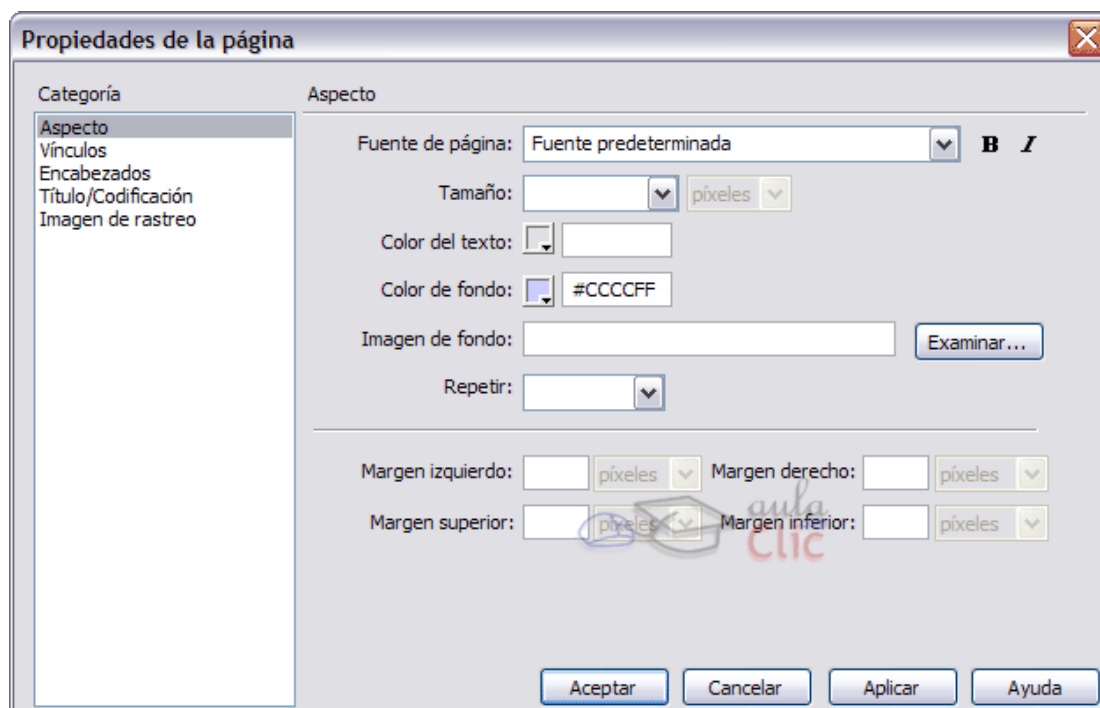 Propiedades de la página
Categoría
Aspecto
Vínculos
Encabezados
Título/Codificación
Imagen de rastreo
Aspecto
Fuente de página: Fuente predeterminada B I
Tamaño: píxeles
Color del texto:
Color de fondo: #CCCCFF
Imagen de fondo: Examinar...
Repetir:
Margen izquierdo: píxeles Margen derecho: píxeles
Margen superior: píxeles Margen inferior: píxeles
aula
Clic
Aceptar Cancelar Aplicar Ayuda